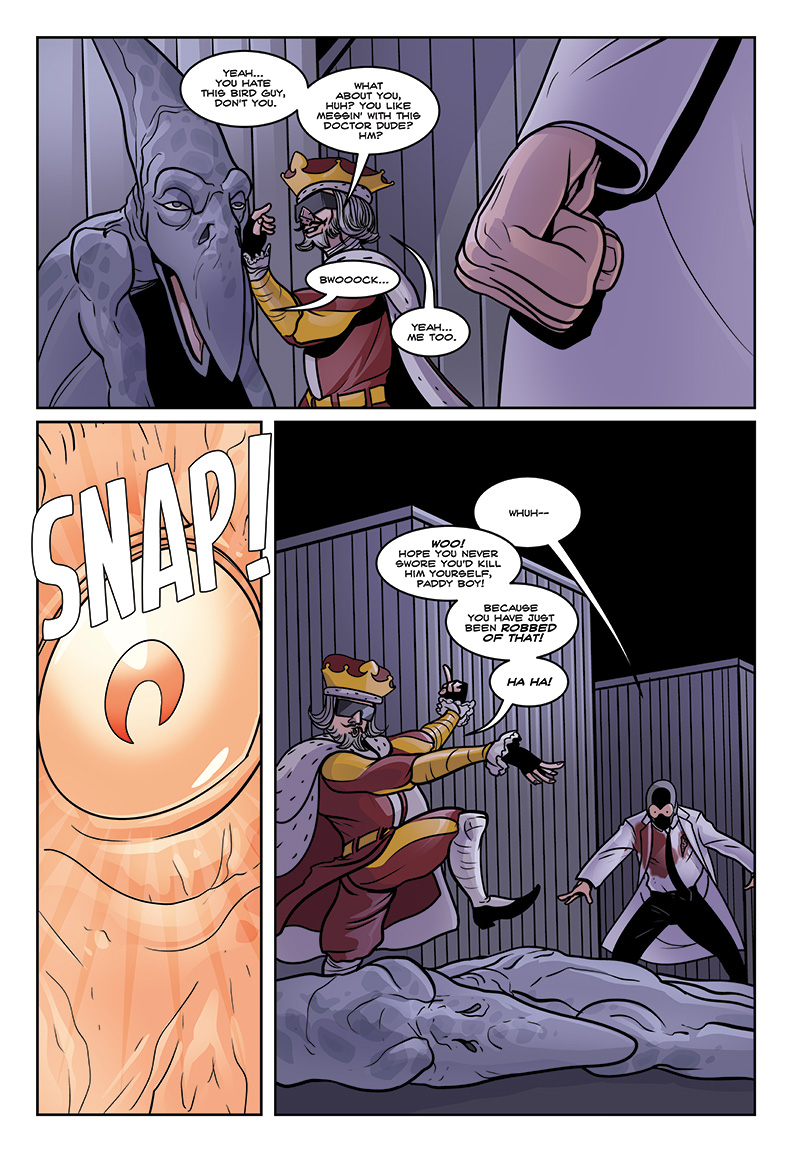 YEAH...
YOU HATE
THIS BIRD GUY,
DON'T YOU.
WHAT
ABOUT YOU,
HUH? YOU LIKE
MESSIN' WITH THIS
DOCTOR DUDE?
HM?
BWOOOCK...
YEAH...
ME TOO.
SNAP!
WHUH--
WOO!
HOPE YOU NEVER
SWORE YOU'D KILL
HIM YOURSELF,
PADDY BOY!
BECAUSE
YOU HAVE JUST
BEEN ROBBED
OF THAT!
HA HA!